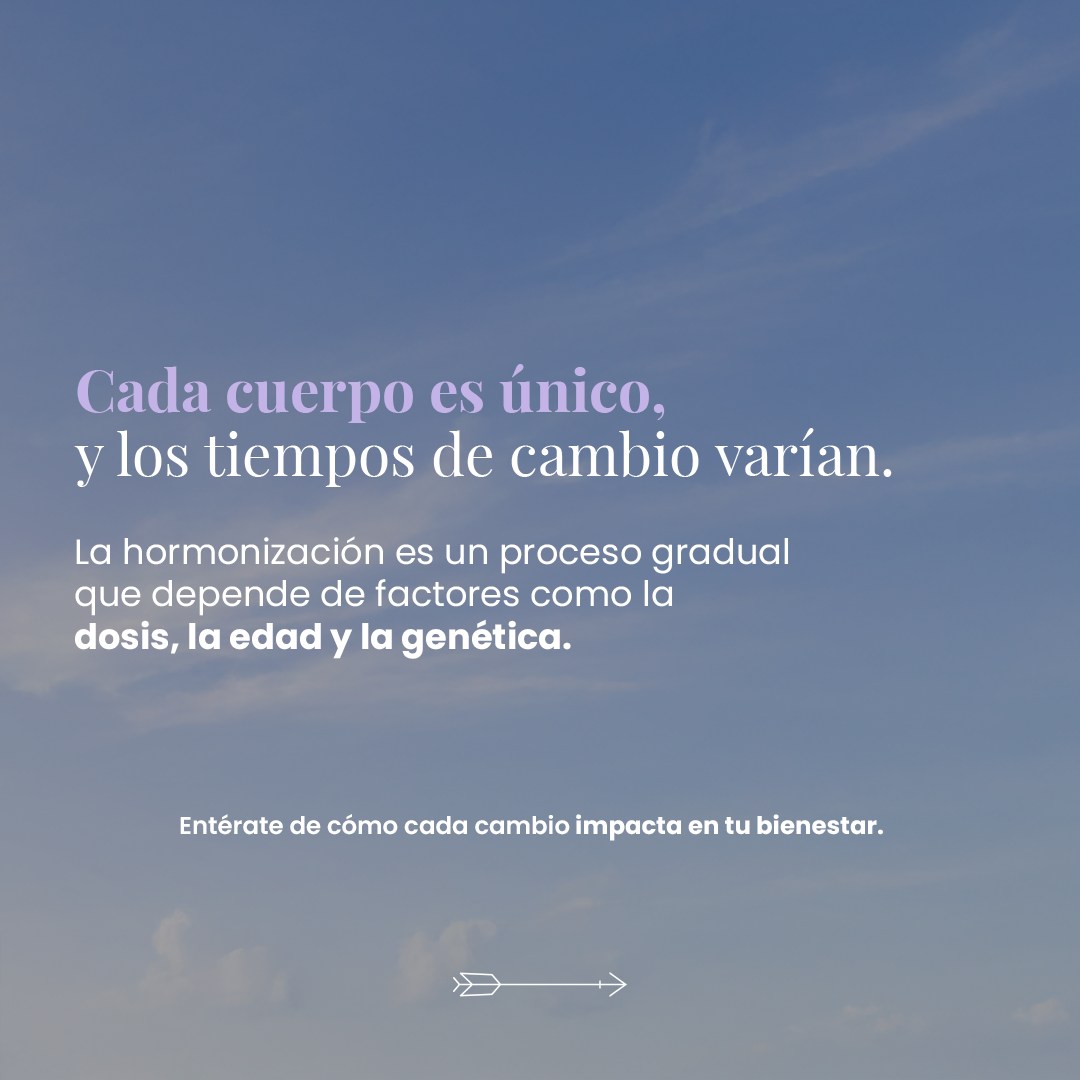 Cada cuerpo es único,
y los tiempos de cambio varían.
La hormonización es un proceso gradual
que depende de factores como la
dosis, la edad y la genética.
Entérate de cómo cada cambio impacta en tu bienestar.